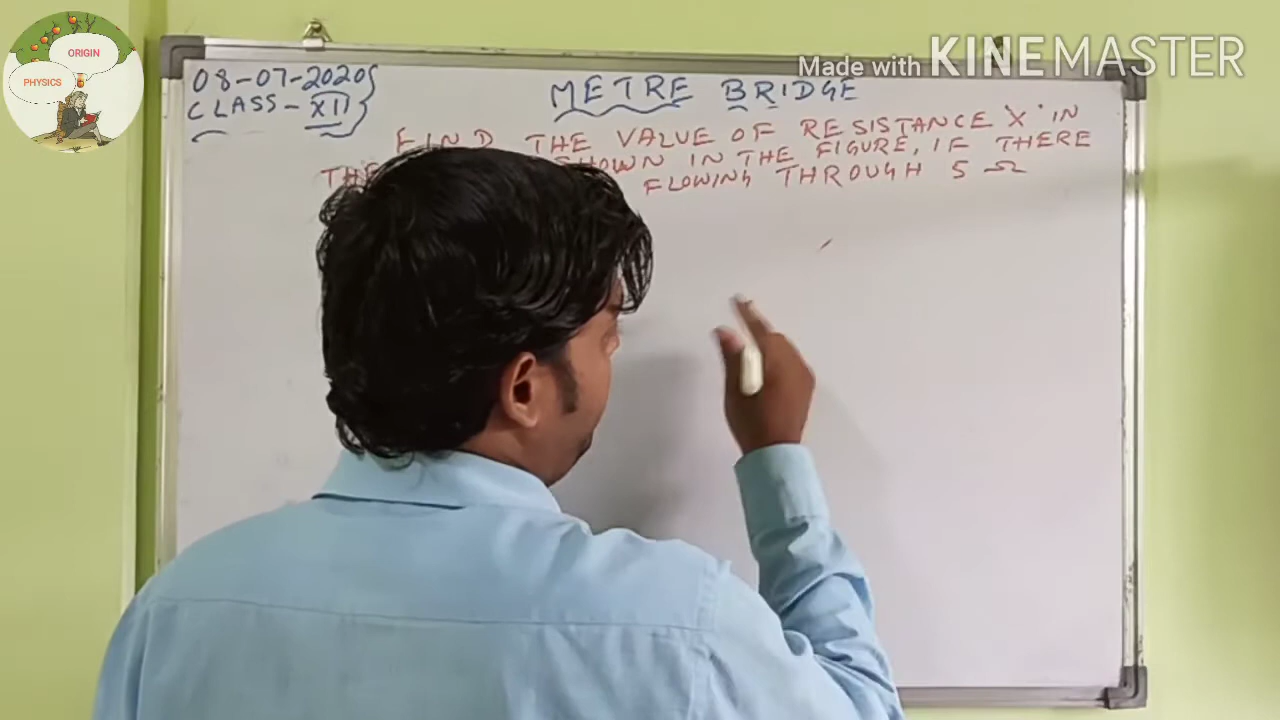 ORIGIN
PHYSICS
Made with KINEMASTER
08-07-2020
CLASS-XII
METRE BRIDGE
FIND THE VALUE OF RESISTANCE 'X' IN
THE SHOWN IN THE FIGURE, IF THERE
FLOWING THROUGH 5 Ω